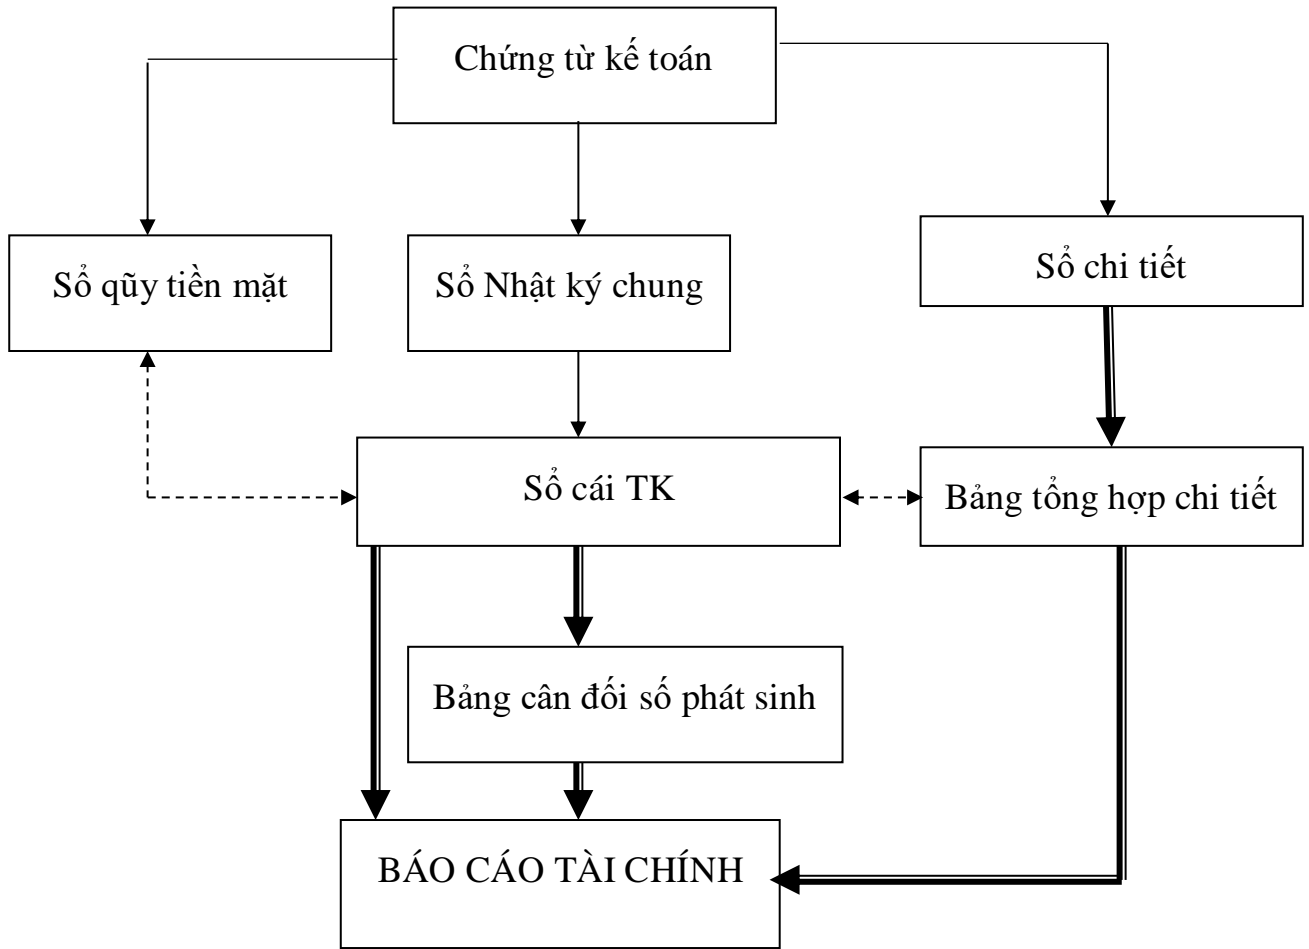 Chứng từ kế toán
Sổ qũy tiền mặt
Sổ Nhật ký chung
Sổ chi tiết
Sổ cái TK
Bảng tổng hợp chi tiết
Bảng cân đối số phát sinh
BÁO CÁO TÀI CHÍNH